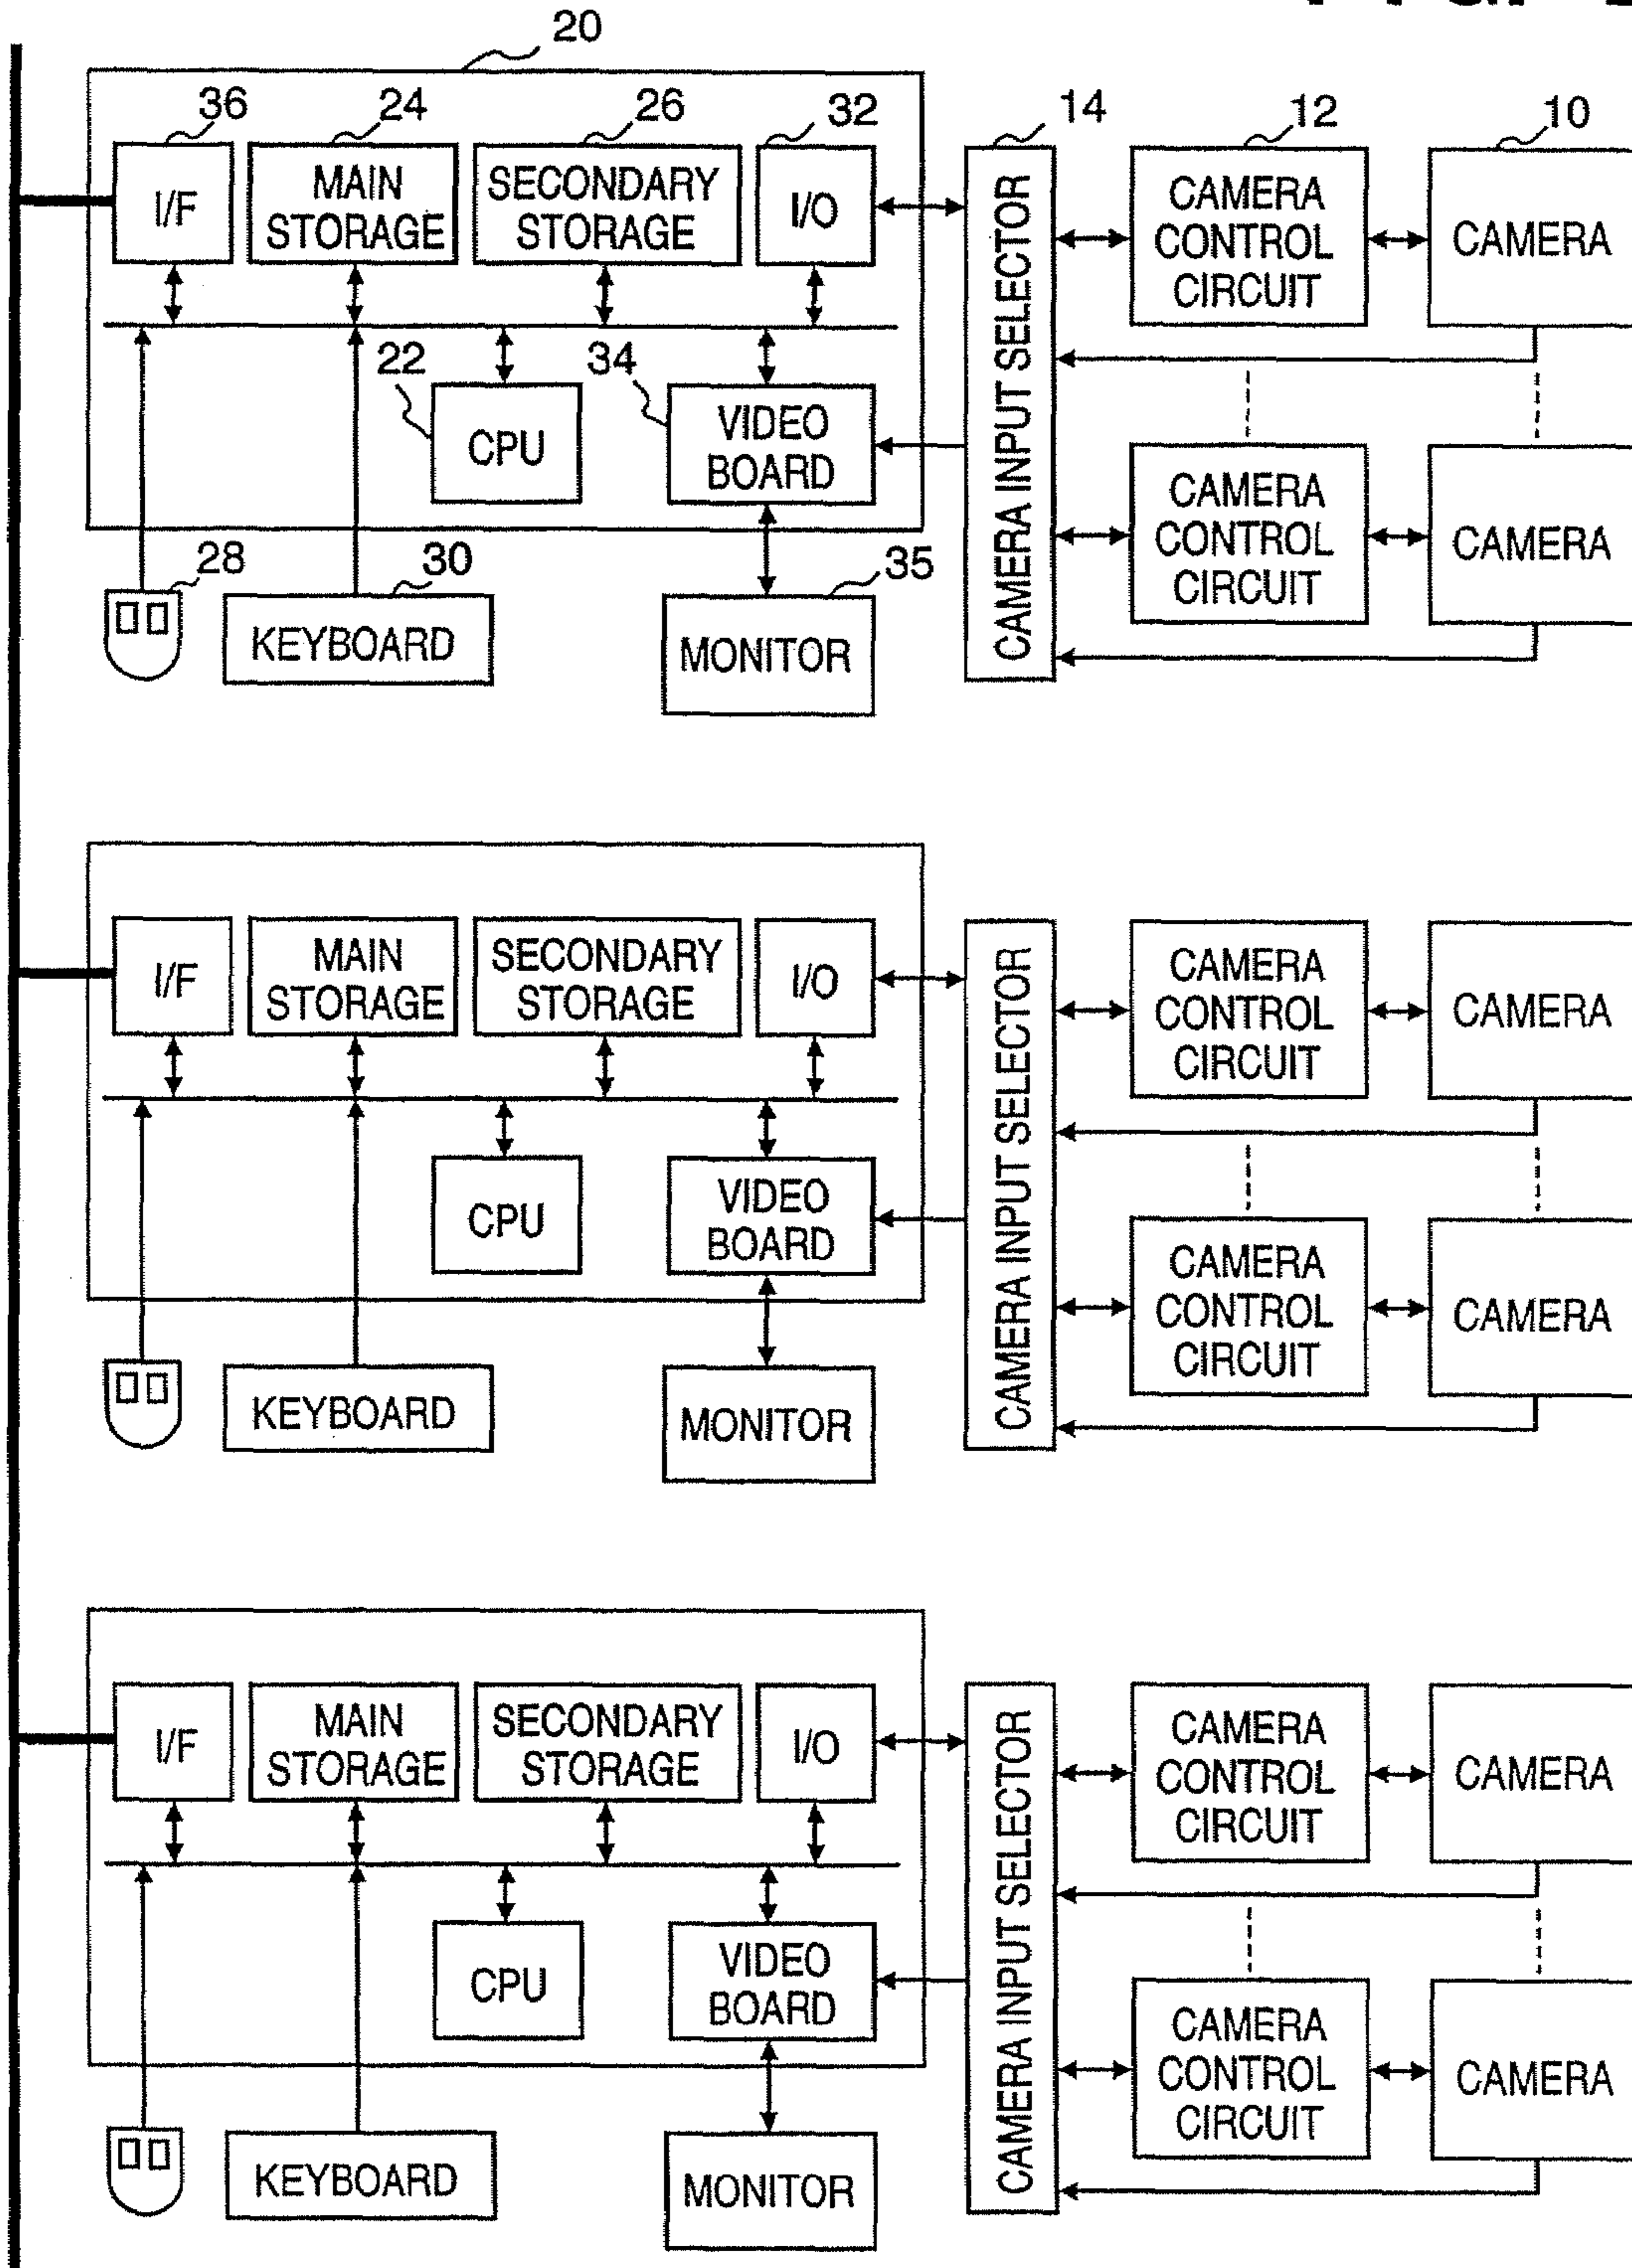 20
36
24
26
32
14
12
10
I/F
MAIN
STORAGE
SECONDARY
STORAGE
I/O
CAMERA INPUT SELECTOR
CAMERA
CONTROL
CIRCUIT
CAMERA
22
CPU
34
VIDEO
BOARD
CAMERA
CONTROL
CIRCUIT
CAMERA
28
30
KEYBOARD
35
MONITOR
I/F
MAIN
STORAGE
SECONDARY
STORAGE
I/O
CAMERA INPUT SELECTOR
CAMERA
CONTROL
CIRCUIT
CAMERA
CPU
VIDEO
BOARD
CAMERA
CONTROL
CIRCUIT
CAMERA
KEYBOARD
MONITOR
I/F
MAIN
STORAGE
SECONDARY
STORAGE
I/O
CAMERA INPUT SELECTOR
CAMERA
CONTROL
CIRCUIT
CAMERA
CPU
VIDEO
BOARD
CAMERA
CONTROL
CIRCUIT
CAMERA
KEYBOARD
MONITOR